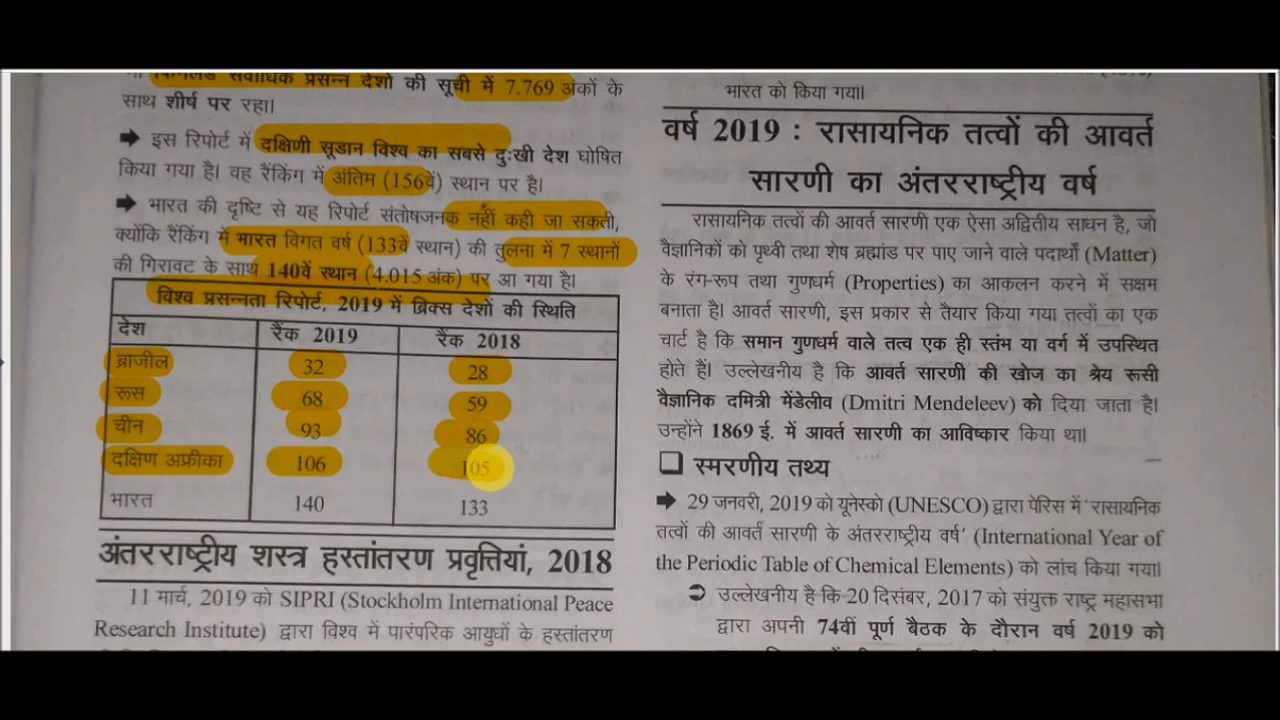 फिनलैंड सर्वाधिक प्रसन्न देशों की सूची में 7.769 अंकों के
साथ शीर्ष पर रहा।
➡ इस रिपोर्ट में दक्षिणी सूडान विश्व का सबसे दुःखी देश घोषित
किया गया है। वह रैंकिंग में अंतिम (156वें) स्थान पर है।
➡ भारत की दृष्टि से यह रिपोर्ट संतोषजनक नहीं कही जा सकती,
क्योंकि रैंकिंग में भारत विगत वर्ष (133वें स्थान) की तुलना में 7 स्थानों
की गिरावट के साथ 140वें स्थान (4.015 अंक) पर आ गया है।
विश्व प्रसन्नता रिपोर्ट, 2019 में ब्रिक्स देशों की स्थिति
देश रैंक 2019 रैंक 2018
ब्राजील 32 28
रूस 68 59
चीन 93 86
दक्षिण अफ्रीका 106 105
भारत 140 133
अंतरराष्ट्रीय शस्त्र हस्तांतरण प्रवृत्तियां, 2018
11 मार्च, 2019 को SIPRI (Stockholm International Peace
Research Institute) द्वारा विश्व में पारंपरिक आयुधों के हस्तांतरण
भारत को किया गया।
वर्ष 2019 : रासायनिक तत्वों की आवर्त
सारणी का अंतरराष्ट्रीय वर्ष
रासायनिक तत्वों की आवर्त सारणी एक ऐसा अद्वितीय साधन है, जो
वैज्ञानिकों को पृथ्वी तथा शेष ब्रह्मांड पर पाए जाने वाले पदार्थों (Matter)
के रंग-रूप तथा गुणधर्म (Properties) का आकलन करने में सक्षम
बनाता है। आवर्त सारणी, इस प्रकार से तैयार किया गया तत्वों का एक
चार्ट है कि समान गुणधर्म वाले तत्व एक ही स्तंभ या वर्ग में उपस्थित
होते हैं। उल्लेखनीय है कि आवर्त सारणी की खोज का श्रेय रूसी
वैज्ञानिक दमित्री मेंडेलीव (Dmitri Mendeleev) को दिया जाता है।
उन्होंने 1869 ई. में आवर्त सारणी का आविष्कार किया था।
❑ स्मरणीय तथ्य
➡ 29 जनवरी, 2019 को यूनेस्को (UNESCO) द्वारा पेरिस में 'रासायनिक
तत्वों की आवर्त सारणी के अंतरराष्ट्रीय वर्ष' (International Year of
the Periodic Table of Chemical Elements) को लांच किया गया।
➲ उल्लेखनीय है कि 20 दिसंबर, 2017 को संयुक्त राष्ट्र महासभा
द्वारा अपनी 74वीं पूर्ण बैठक के दौरान वर्ष 2019 को